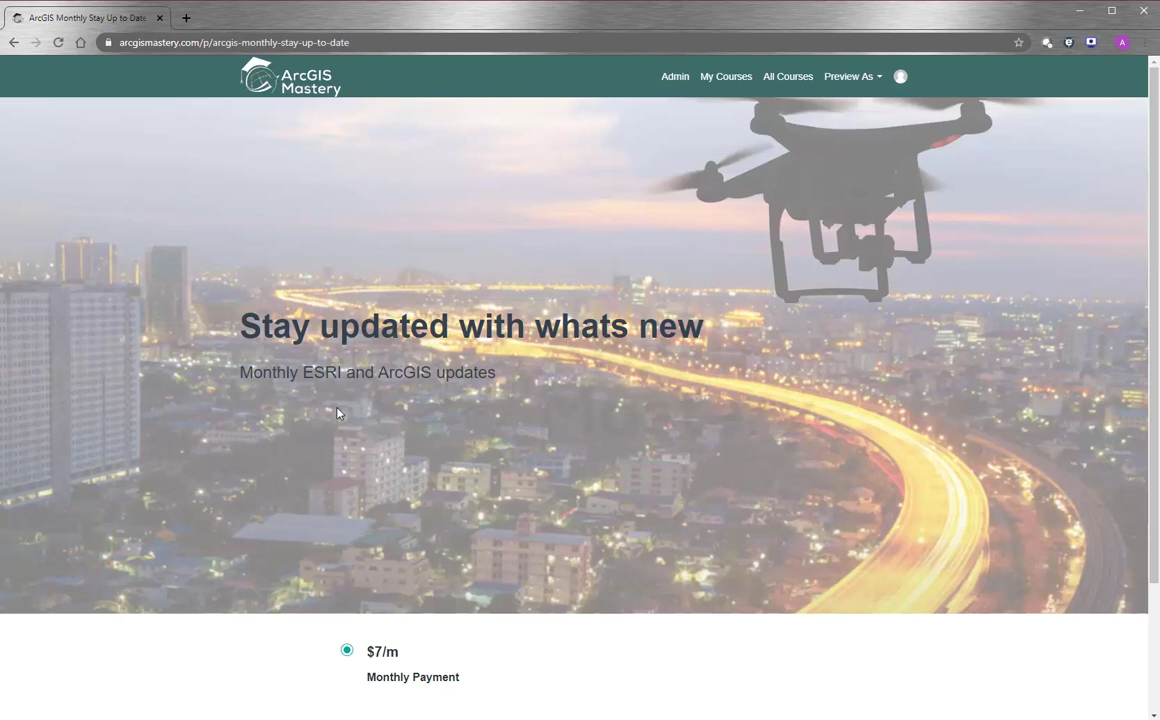 ArcGIS Monthly Stay Up to Date
arcgismastery.com/p/arcgis-monthly-stay-up-to-date
A
ArcGIS
Mastery
Admin
My Courses
All Courses
Preview As
Stay updated with whats new
Monthly ESRI and ArcGIS updates
$7/m
Monthly Payment